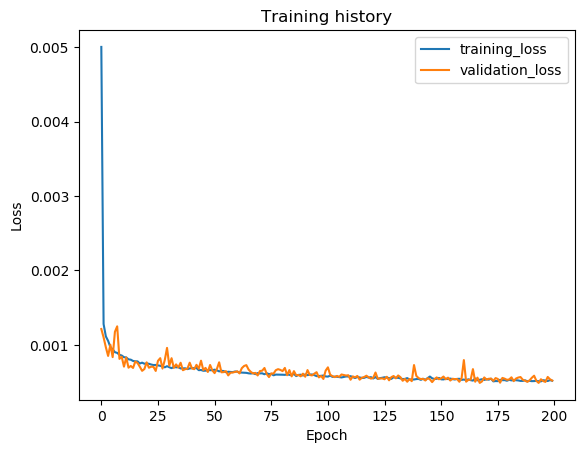 Training history
training_loss
validation_loss
0.005
0.004
0.003
0.002
0.001
Loss
0 25 50 75 100 125 150 175 200
Epoch